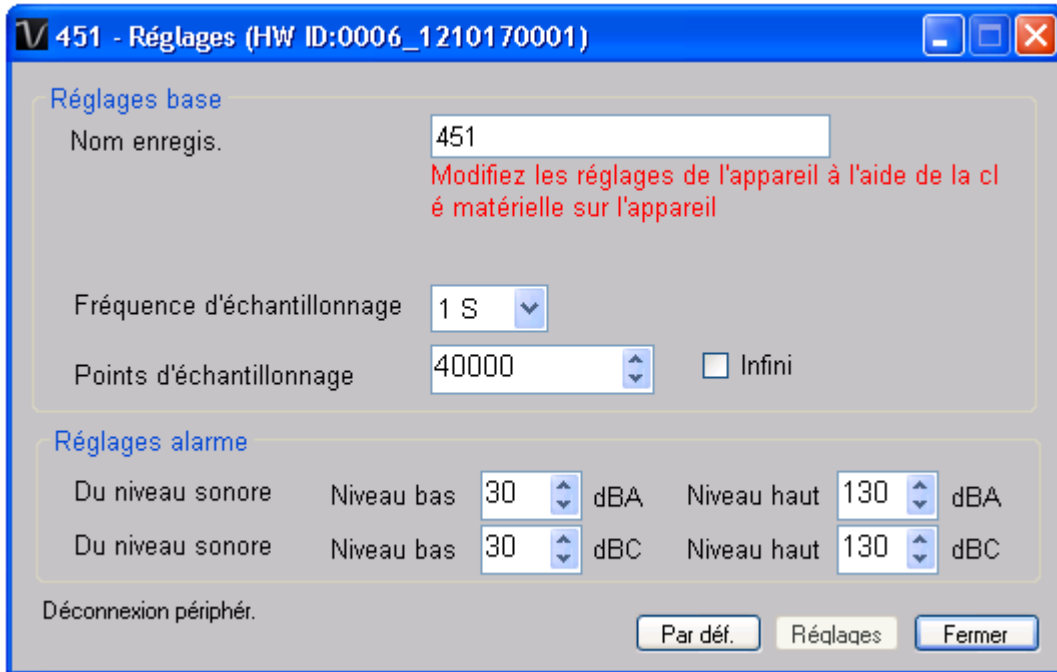 451 - Réglages (HW ID:0006_1210170001)
Réglages base
Nom enregis. 451
Modifiez les réglages de l'appareil à l'aide de la cl
é matérielle sur l'appareil
Fréquence d'échantillonnage 1 S
Points d'échantillonnage 40000 Infini
Réglages alarme
Du niveau sonore Niveau bas 30 dBA Niveau haut 130 dBA
Du niveau sonore Niveau bas 30 dBC Niveau haut 130 dBC
Déconnexion périphér.
Par déf. Réglages Fermer